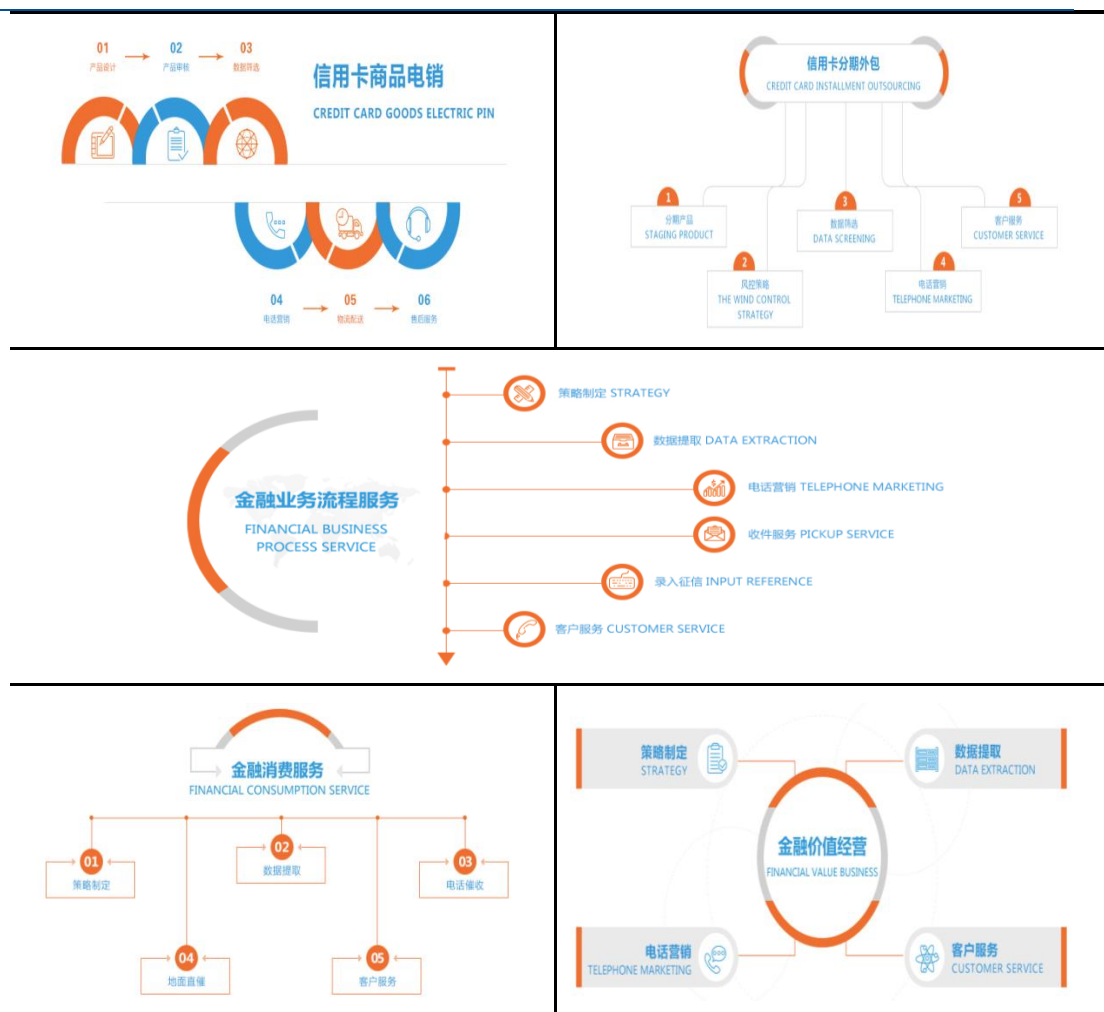 01
02
03
产品设计
产品审核
数据筛选
信用卡商品电销
CREDIT CARD GOODS ELECTRIC PIN
04
05
06
电话营销
物流配送
售后服务
信用卡分期外包
CREDIT CARD INSTALLMENT OUTSOURCING
1
分期产品
STAGING PRODUCT
2
风控策略
THE WIND CONTROL
STRATEGY
3
数据筛选
DATA SCREENING
4
电话营销
TELEPHONE MARKETING
5
客户服务
CUSTOMER SERVICE
金融业务流程服务
FINANCIAL BUSINESS
PROCESS SERVICE
策略制定 STRATEGY
数据提取 DATA EXTRACTION
电话营销 TELEPHONE MARKETING
收件服务 PICKUP SERVICE
录入征信 INPUT REFERENCE
客户服务 CUSTOMER SERVICE
金融消费服务
FINANCIAL CONSUMPTION SERVICE
01
策略制定
02
数据提取
03
电话催收
04
地面直催
05
客户服务
策略制定
STRATEGY
数据提取
DATA EXTRACTION
金融价值经营
FINANCIAL VALUE BUSINESS
电话营销
TELEPHONE MARKETING
客户服务
CUSTOMER SERVICE